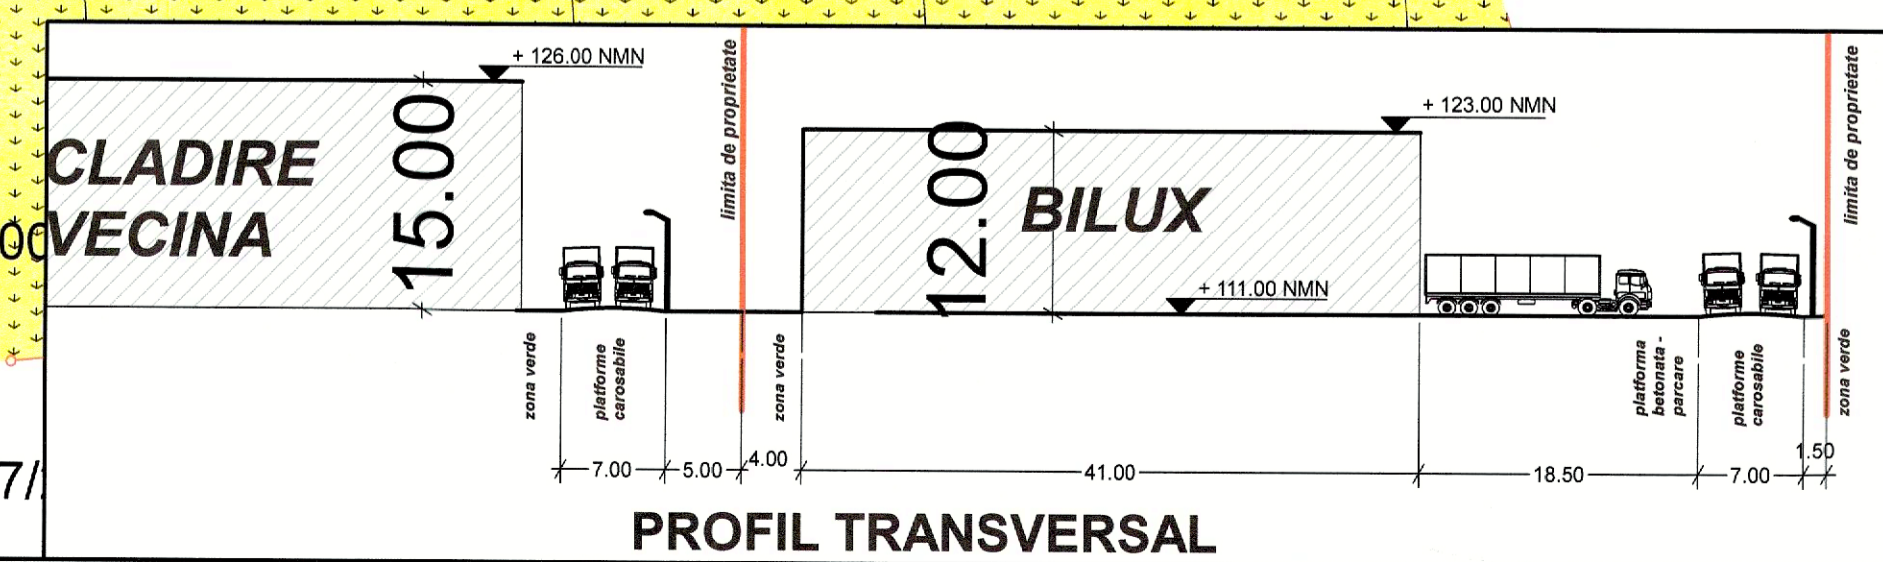 + 126.00 NMN
limita de proprietate
+ 123.00 NMN
limita de proprietate
CLADIRE
VECINA
15.00
12.00
BILUX
+ 111.00 NMN
zona verde
platforme
carosabile
zona verde
platforma
betonata -
parcare
platforme
carosabile
zona verde
7.00
5.00
4.00
41.00
18.50
7.00
1.50
PROFIL TRANSVERSAL